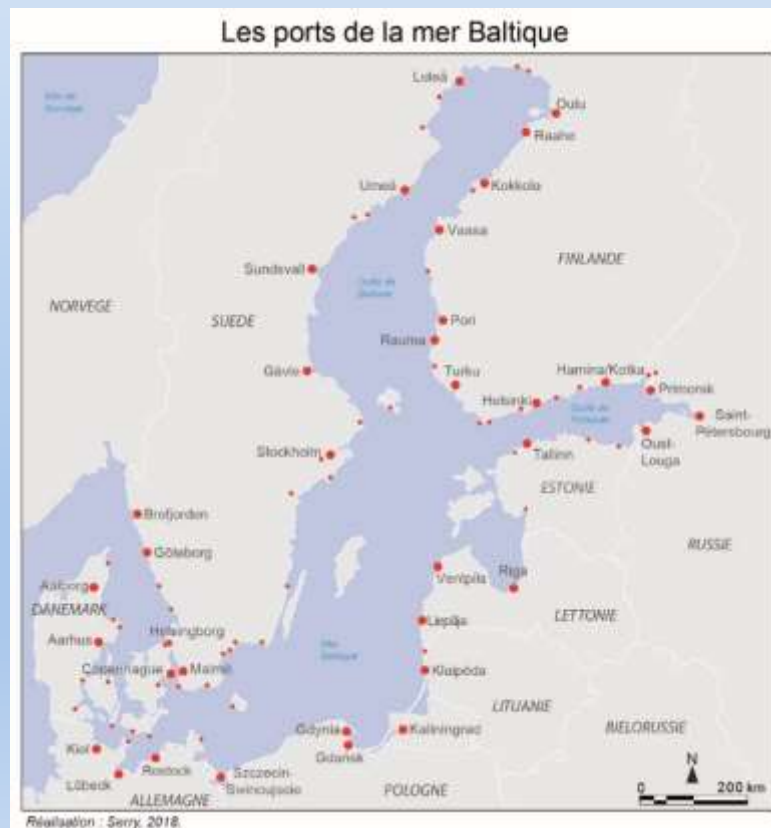 Les ports de la mer Baltique
Luleå
Oulu
Raahe
Umeå
Kokkola
Vaasa
FINLANDE
Sundsvall
NORVEGE
SUEDE
Pori
Rauma
Gävle
Turku
Hamina/Kotka
Helsinki
Primorsk
Saint-
Pétersbourg
Stockholm
Tallinn
Oust-
Louga
ESTONIE
Brofjorden
RUSSIE
Göteborg
Ventpils
Riga
Aalborg
DANEMARK
LETTONIE
Liepāja
Helsingborg
Aarhus
Copenhague
Malmö
Klaipėda
Mer
Baltique
LITUANIE
Gdynia
Kaliningrad
BIELORUSSIE
Kiel
Gdansk
Rostock
Szczecin
Swinoujscie
Lübeck
N
ALLEMAGNE
POLOGNE
0 200 km
Réalisation : Serry, 2018.